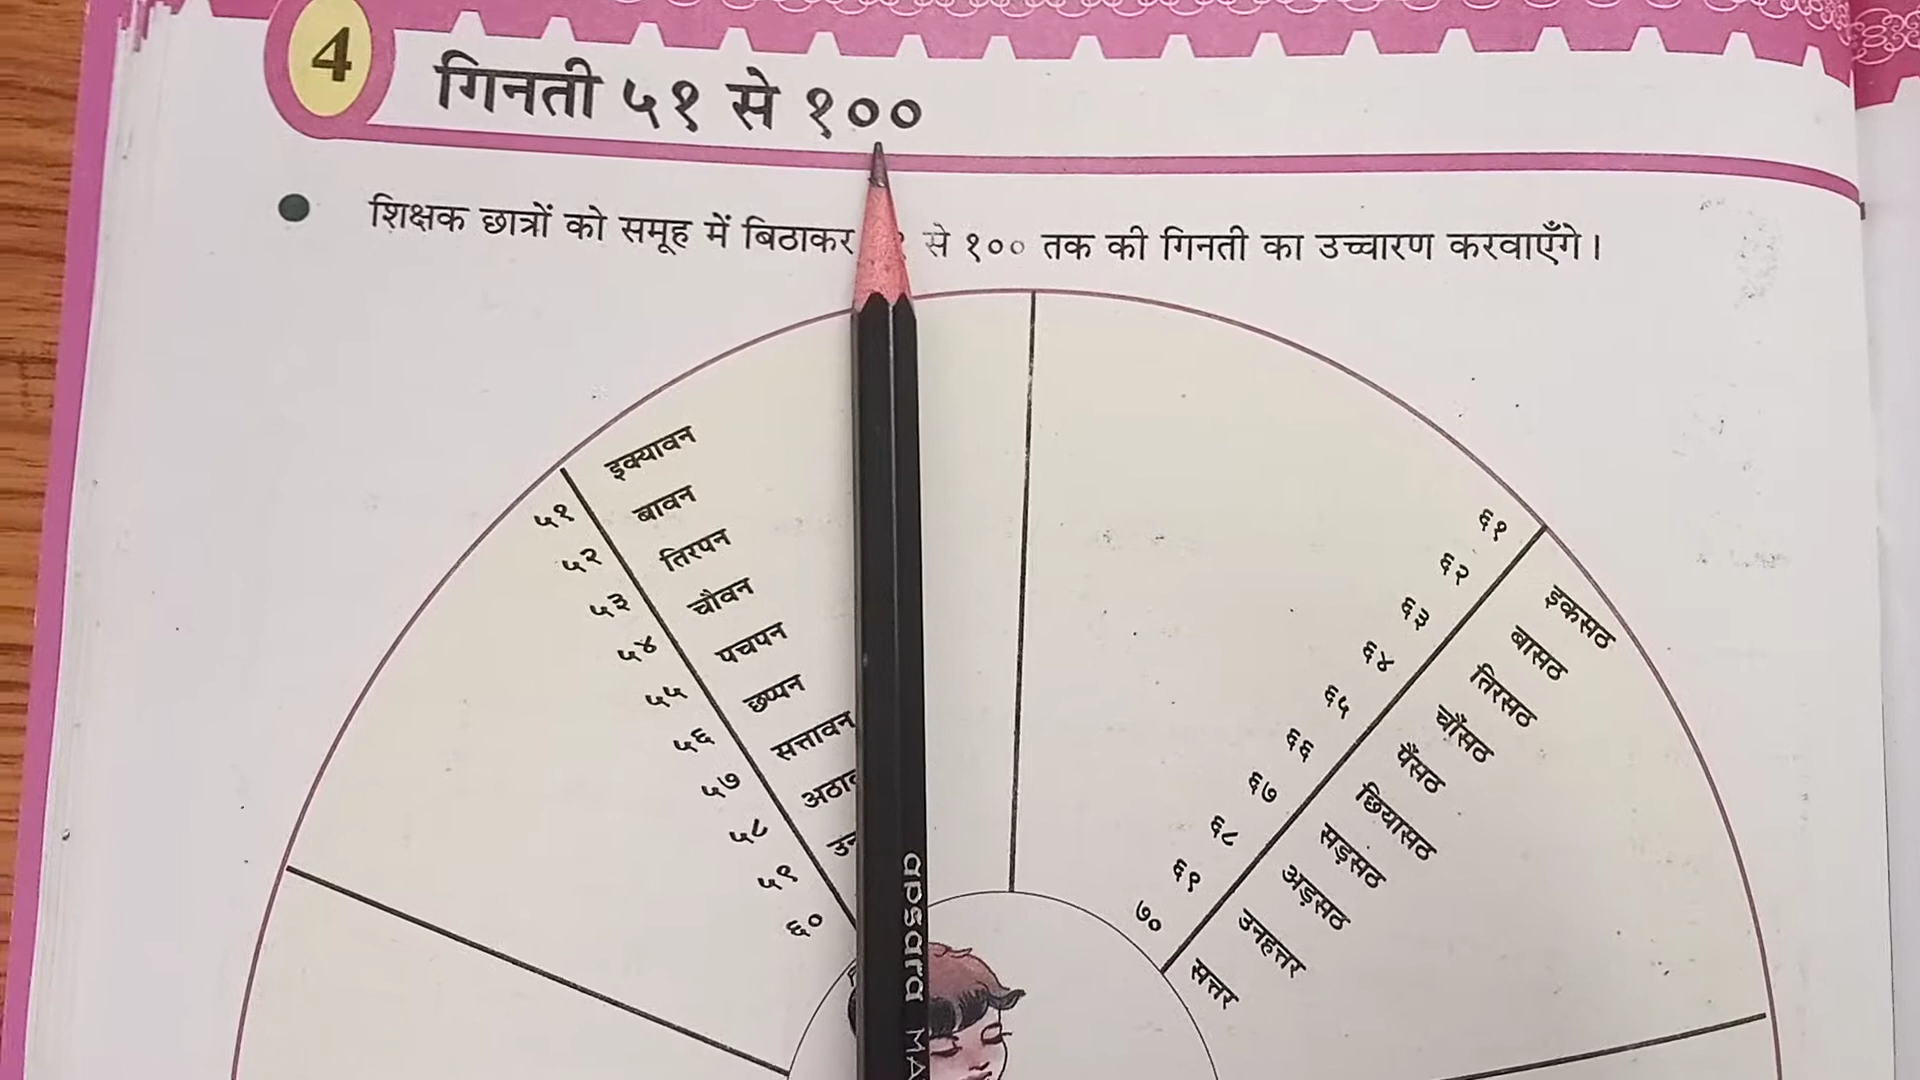 4
गिनती ५१ से १००
शिक्षक छात्रों को समूह में बिठाकर से १०० तक की गिनती का उच्चारण करवाएँगे।
५१ इक्यावन
५२ बावन
५३ तिरपन
५४ चौवन
५५ पचपन
५६ छप्पन
५७ सत्तावन
५८
५९
६०
६१ इकसठ
६२ बासठ
६३ तिरसठ
६४ चौंसठ
६५ पैंसठ
६६ छियासठ
६७ सड़सठ
६८ अड़सठ
६९ उनहत्तर
७० सत्तर
apsara